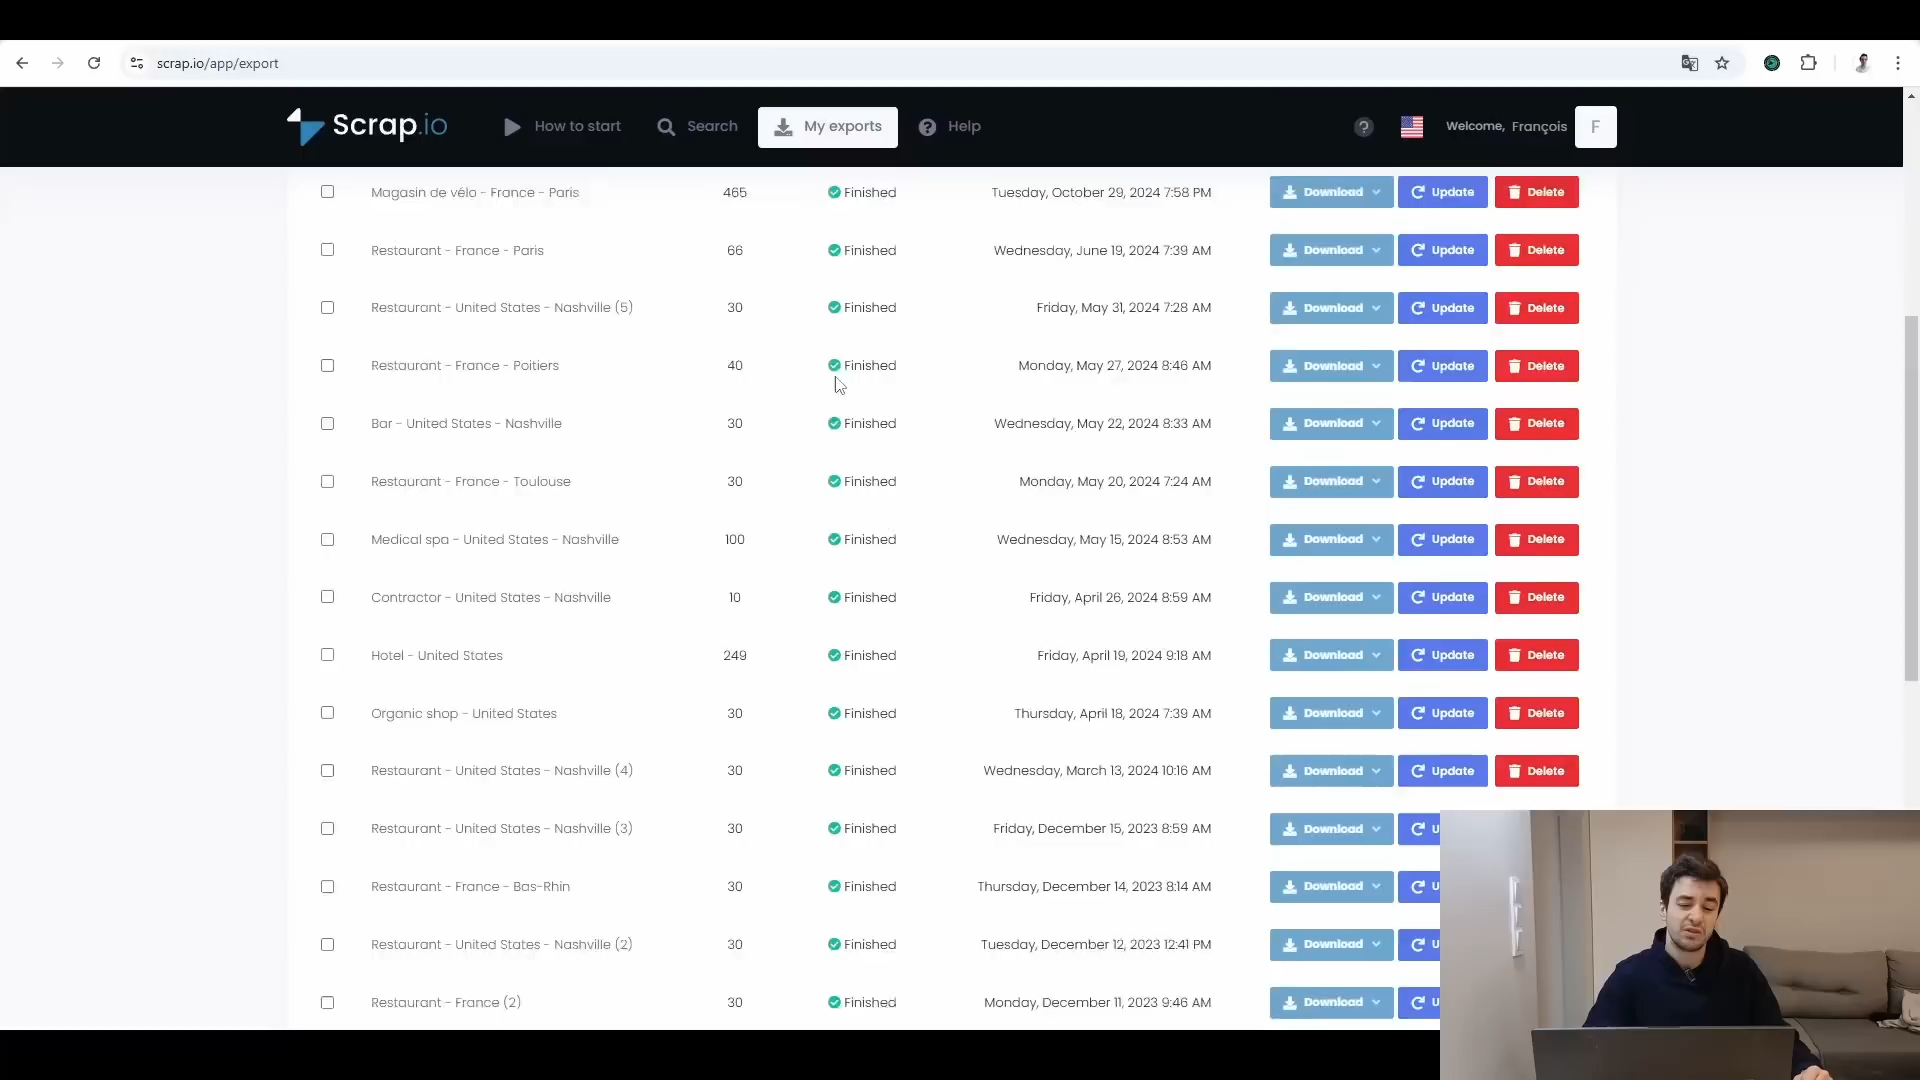 scrap.io/app/export
Scrap.io How to start Search My exports Help ? Welcome, François F
Magasin de vélo - France - Paris 465 Finished Tuesday, October 29, 2024 7:58 PM Download Update Delete
Restaurant - France - Paris 66 Finished Wednesday, June 19, 2024 7:39 AM Download Update Delete
Restaurant - United States - Nashville (5) 30 Finished Friday, May 31, 2024 7:28 AM Download Update Delete
Restaurant - France - Poitiers 40 Finished Monday, May 27, 2024 8:46 AM Download Update Delete
Bar - United States - Nashville 30 Finished Wednesday, May 22, 2024 8:33 AM Download Update Delete
Restaurant - France - Toulouse 30 Finished Monday, May 20, 2024 7:24 AM Download Update Delete
Medical spa - United States - Nashville 100 Finished Wednesday, May 15, 2024 8:53 AM Download Update Delete
Contractor - United States - Nashville 10 Finished Friday, April 26, 2024 8:59 AM Download Update Delete
Hotel - United States 249 Finished Friday, April 19, 2024 9:18 AM Download Update Delete
Organic shop - United States 30 Finished Thursday, April 18, 2024 7:39 AM Download Update Delete
Restaurant - United States - Nashville (4) 30 Finished Wednesday, March 13, 2024 10:16 AM Download Update Delete
Restaurant - United States - Nashville (3) 30 Finished Friday, December 15, 2023 8:59 AM Download U
Restaurant - France - Bas-Rhin 30 Finished Thursday, December 14, 2023 8:14 AM Download U
Restaurant - United States - Nashville (2) 30 Finished Tuesday, December 12, 2023 12:41 PM Download U
Restaurant - France (2) 30 Finished Monday, December 11, 2023 9:46 AM Download U